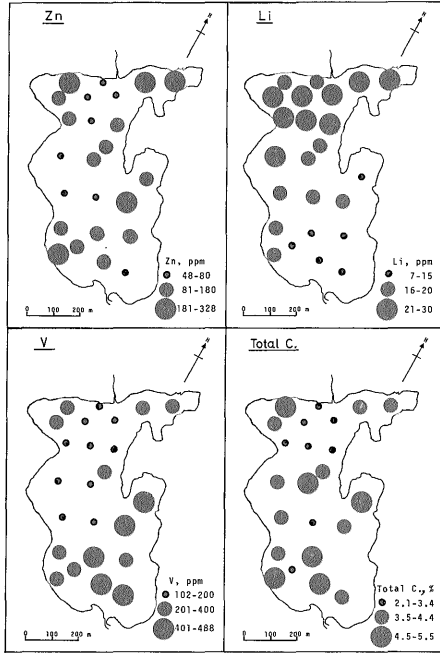 Zn
N
Zn, ppm
48-80
81-180
181-328
0 100 200 m
Li
N
Li, ppm
7-15
16-20
21-30
0 100 200 m
V
N
V, ppm
102-200
201-400
401-488
0 100 200 m
Total C.
N
Total C., %
2.1-3.4
3.5-4.4
4.5-5.5
0 100 200 m